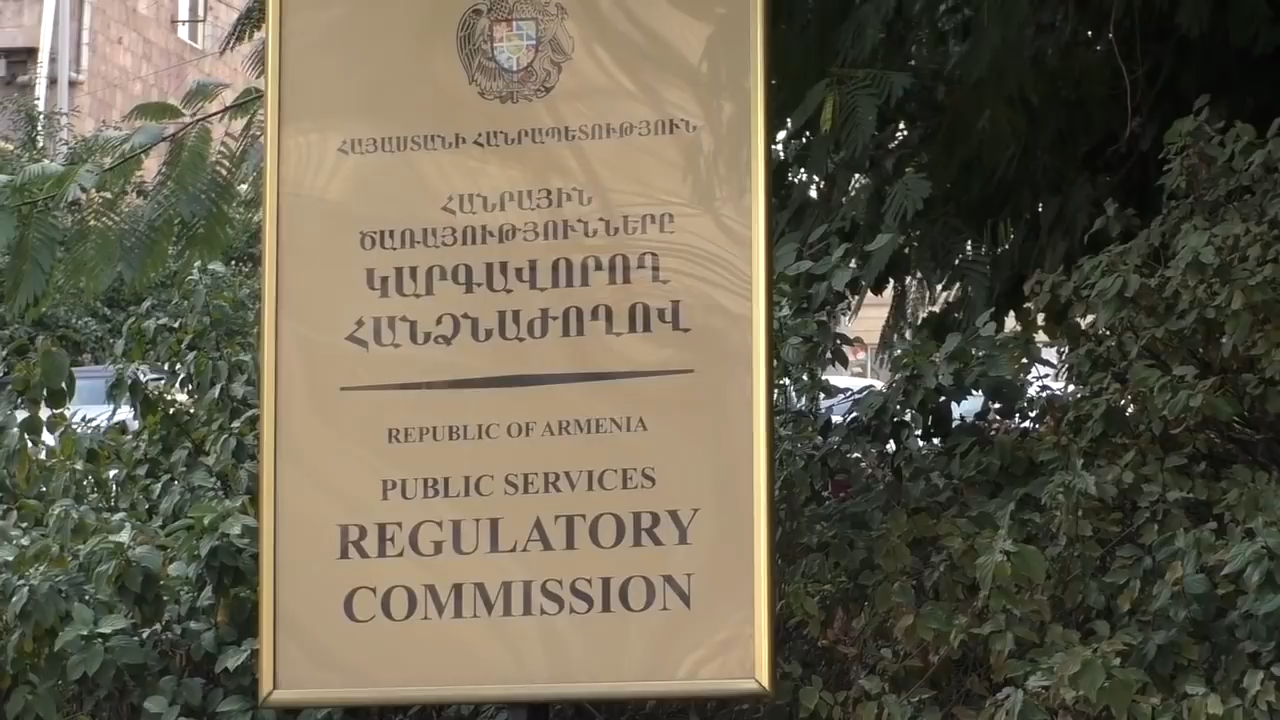 ՀԱՅԱՍՏԱՆԻ ՀԱՆՐԱՊԵՏՈՒԹՅՈՒՆ
ՀԱՆՐԱՅԻՆ
ԾԱՌԱՅՈՒԹՅՈՒՆՆԵՐԸ
ԿԱՐԳԱՎՈՐՈՂ
ՀԱՆՁՆԱԺՈՂՈՎ
REPUBLIC OF ARMENIA
PUBLIC SERVICES
REGULATORY
COMMISSION